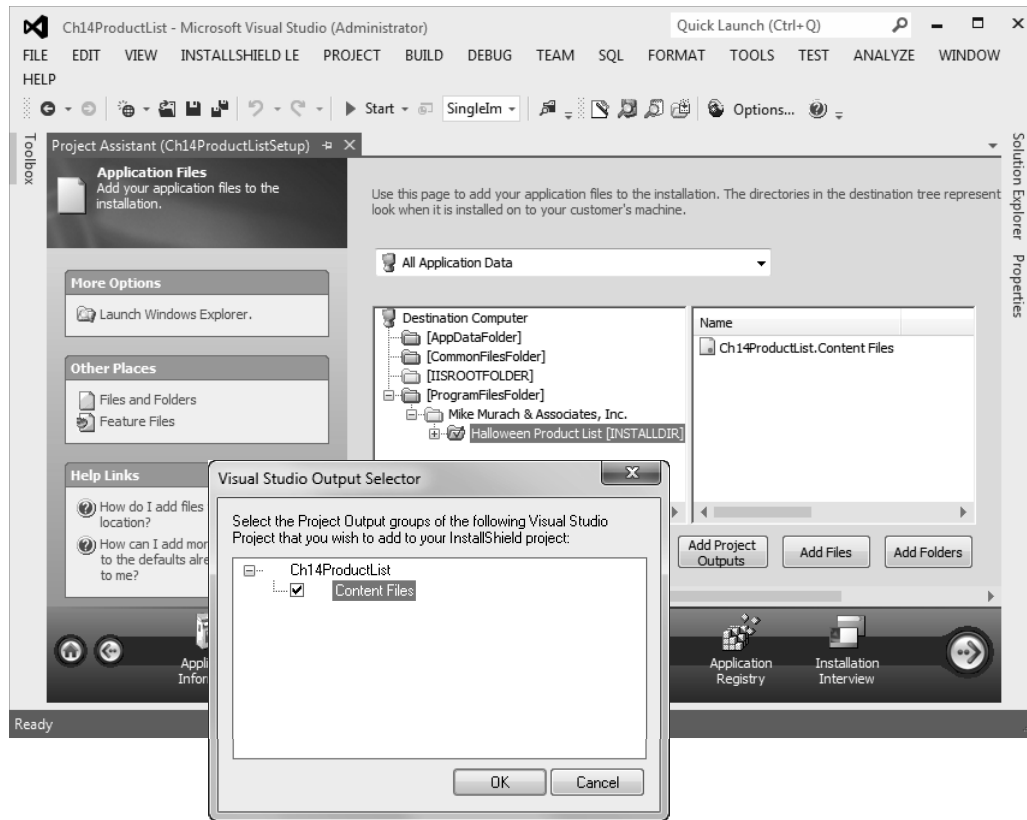 Ch14ProductList - Microsoft Visual Studio (Administrator)
Quick Launch (Ctrl+Q)
FILE EDIT VIEW INSTALLSHIELD LE PROJECT BUILD DEBUG TEAM SQL FORMAT TOOLS TEST ANALYZE WINDOW
HELP
Start SingleIm Options...
Toolbox
Project Assistant (Ch14ProductListSetup)
Application Files
Add your application files to the
installation.
Use this page to add your application files to the installation. The directories in the destination tree represent
look when it is installed on to your customer's machine.
All Application Data
More Options
Launch Windows Explorer.
Other Places
Files and Folders
Feature Files
Help Links
How do I add files
location?
How can I add mor
to the defaults alre
to me?
Destination Computer
[AppDataFolder]
[CommonFilesFolder]
[IISROOTFOLDER]
[ProgramFilesFolder]
Mike Murach & Associates, Inc.
Halloween Product List [INSTALLDIR]
Name
Ch14ProductList.Content Files
Add Project
Outputs
Add Files
Add Folders
Solution Explorer
Properties
Visual Studio Output Selector
Select the Project Output groups of the following Visual Studio
Project that you wish to add to your InstallShield project:
Ch14ProductList
Content Files
OK
Cancel
Appli
Infor
Application
Registry
Installation
Interview
Ready